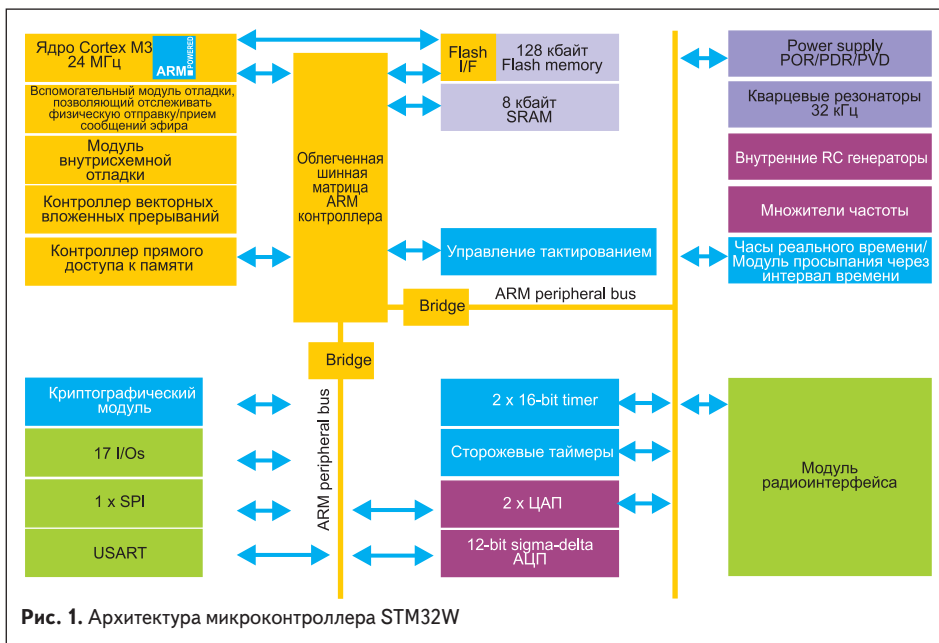 Ядро Cortex M3
24 МГц
ARM POWERED
Вспомогательный модуль отладки,
позволяющий отслеживать
физическую отправку/прием
сообщений эфира
Модуль
внутрисхемной
отладки
Контроллер векторных
вложенных прерываний
Контроллер прямого
доступа к памяти
Облегченная
шинная
матрица
ARM
контроллера
Flash
I/F
128 кбайт
Flash memory
8 кбайт
SRAM
Управление тактированием
Bridge
ARM peripheral bus
Bridge
ARM peripheral bus
Power supply
POR/PDR/PVD
Кварцевые резонаторы
32 кГц
Внутренние RC генераторы
Множители частоты
Часы реального времени/
Модуль просыпания через
интервал времени
Криптографический
модуль
17 I/Os
1 x SPI
USART
2 x 16-bit timer
Сторожевые таймеры
2 x ЦАП
12-bit sigma-delta
АЦП
Модуль
радиоинтерфейса
Рис. 1. Архитектура микроконтроллера STM32W